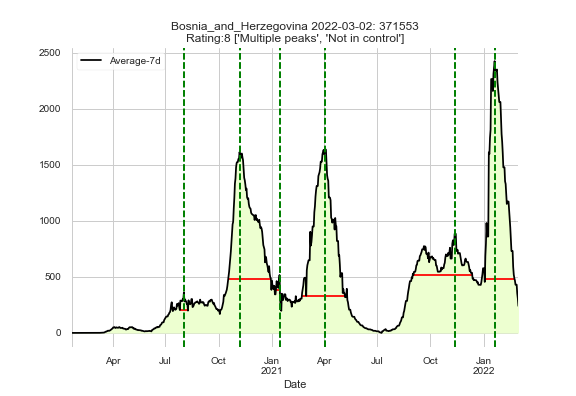 Bosnia_and_Herzegovina 2022-03-02: 371553
Rating:8 ['Multiple peaks', 'Not in control']
Average-7d
2500
2000
1500
1000
500
0
Apr Jul Oct Jan Apr Jul Oct Jan
2021 2022
Date